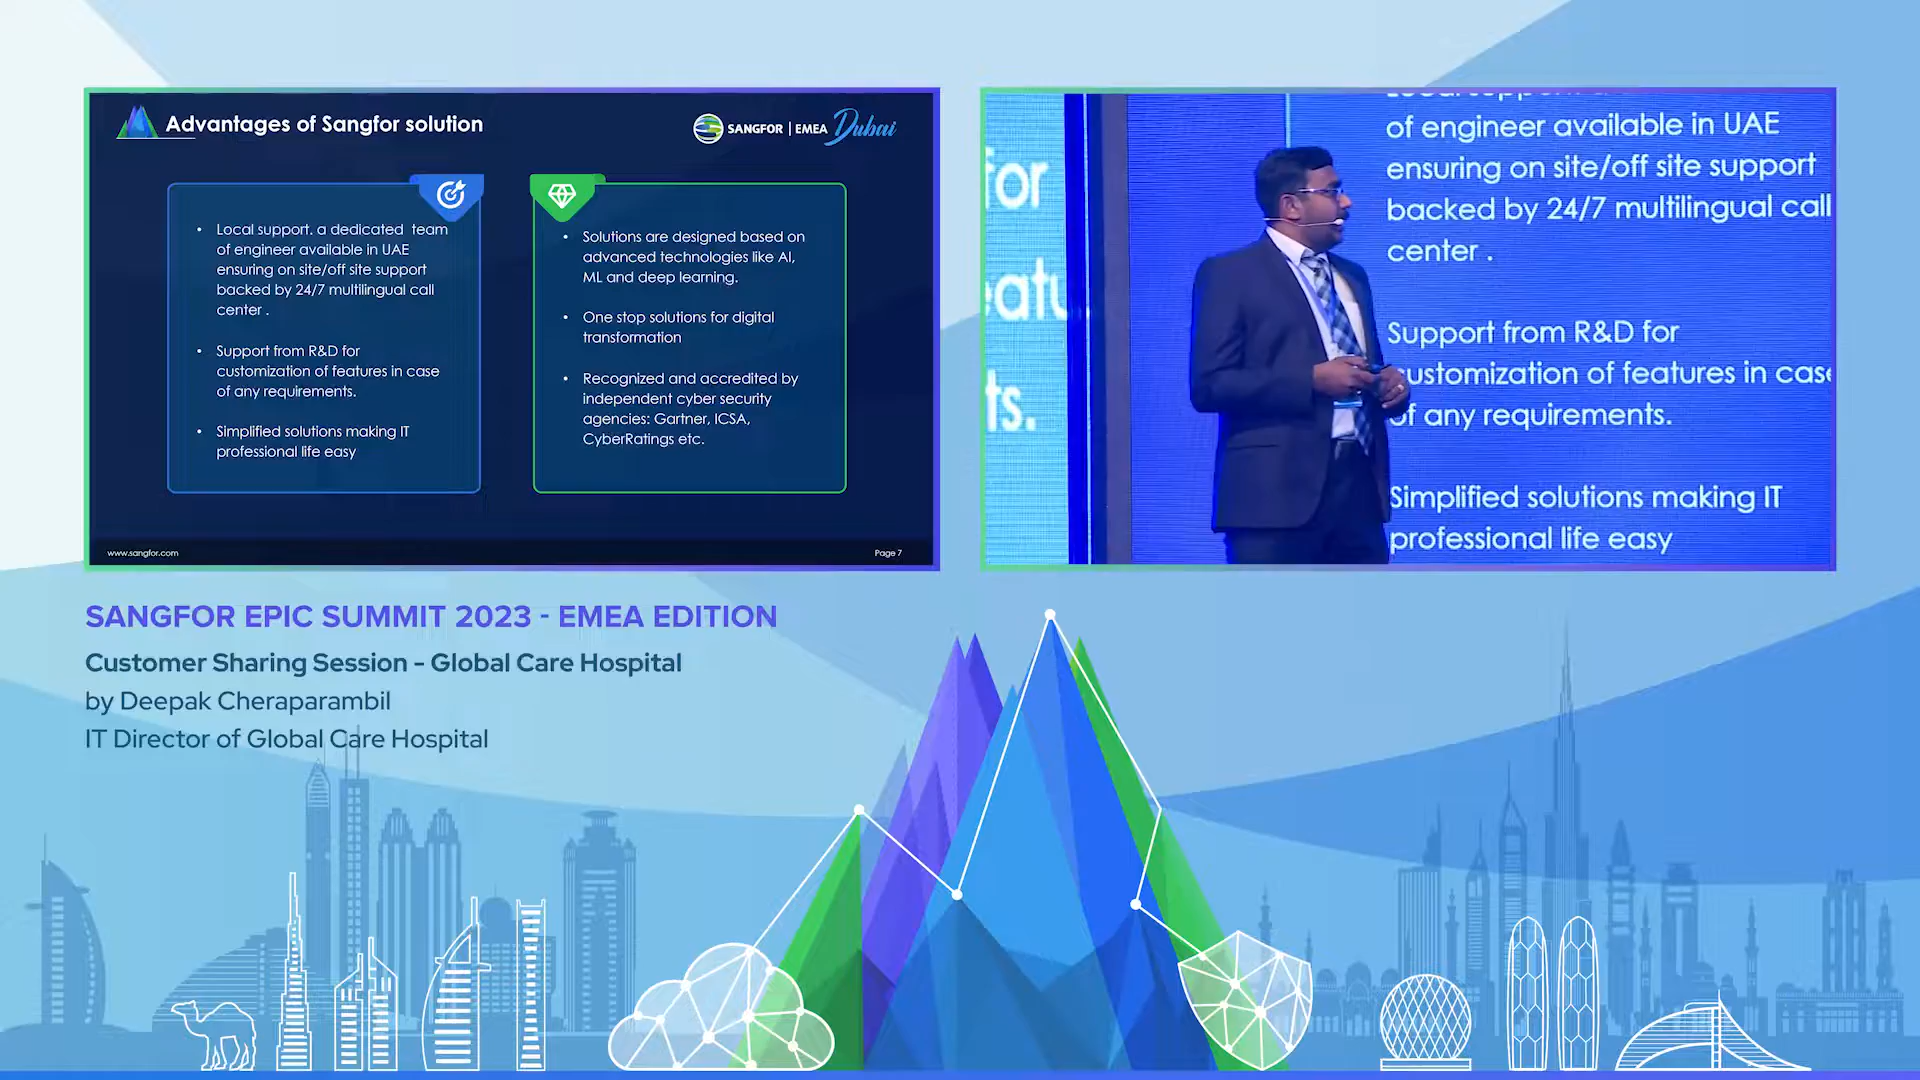 Advantages of Sangfor solution
SANGFOR | EMEA Dubai
• Local support. a dedicated team
of engineer available in UAE
ensuring on site/off site support
backed by 24/7 multilingual call
center .
• Support from R&D for
customization of features in case
of any requirements.
• Simplified solutions making IT
professional life easy
• Solutions are designed based on
advanced technologies like AI,
ML and deep learning.
• One stop solutions for digital
transformation
• Recognized and accredited by
independent cyber security
agencies: Gartner, ICSA,
CyberRatings etc.
www.sangfor.com
Page 7
for
eatu
ts.
of engineer available in UAE
ensuring on site/off site support
backed by 24/7 multilingual call
center .
Support from R&D for
customization of features in case
of any requirements.
Simplified solutions making IT
professional life easy
SANGFOR EPIC SUMMIT 2023 - EMEA EDITION
Customer Sharing Session - Global Care Hospital
by Deepak Cheraparambil
IT Director of Global Care Hospital